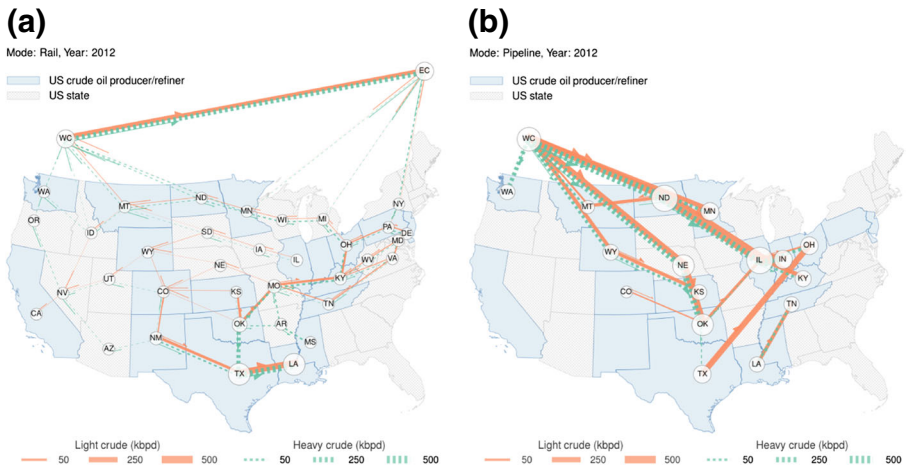 (a)
Mode: Rail, Year: 2012
US crude oil producer/refiner
US state
EC
WC
WA
MT
ND
MN
WI
MI
NY
OR
ID
WY
SD
IA
IL
OH
PA
DE
MD
WV
VA
NE
KY
NV
UT
CO
KS
MO
TN
CA
OK
AR
AZ
NM
MS
TX
LA
Light crude (kbpd)
50
250
500
Heavy crude (kbpd)
50
250
500
(b)
Mode: Pipeline, Year: 2012
US crude oil producer/refiner
US state
WC
WA
MT
ND
MN
WY
NE
IL
IN
OH
KY
CO
KS
TN
OK
TX
LA
Light crude (kbpd)
50
250
500
Heavy crude (kbpd)
50
250
500